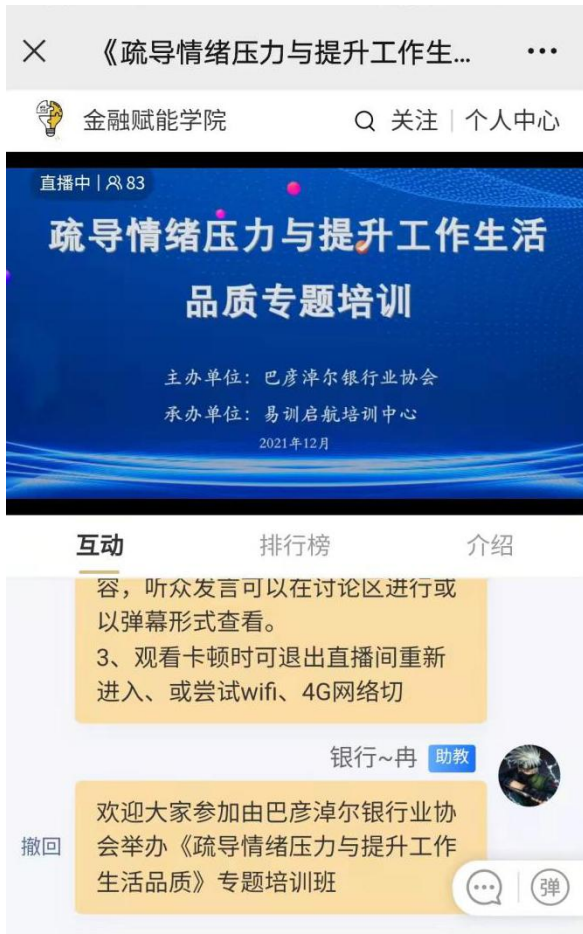 《疏导情绪压力与提升工作生...
金融赋能学院 关注 个人中心
直播中 | 83
疏导情绪压力与提升工作生活
品质专题培训
主办单位：巴彦淖尔银行业协会
承办单位：易训启航培训中心
2021年12月
互动 排行榜 介绍
容，听众发言可以在讨论区进行或
以弹幕形式查看。
3、观看卡顿时可退出直播间重新
进入、或尝试wifi、4G网络切
银行~冉 助教
欢迎大家参加由巴彦淖尔银行业协
撤回 会举办《疏导情绪压力与提升工作
生活品质》专题培训班
弹